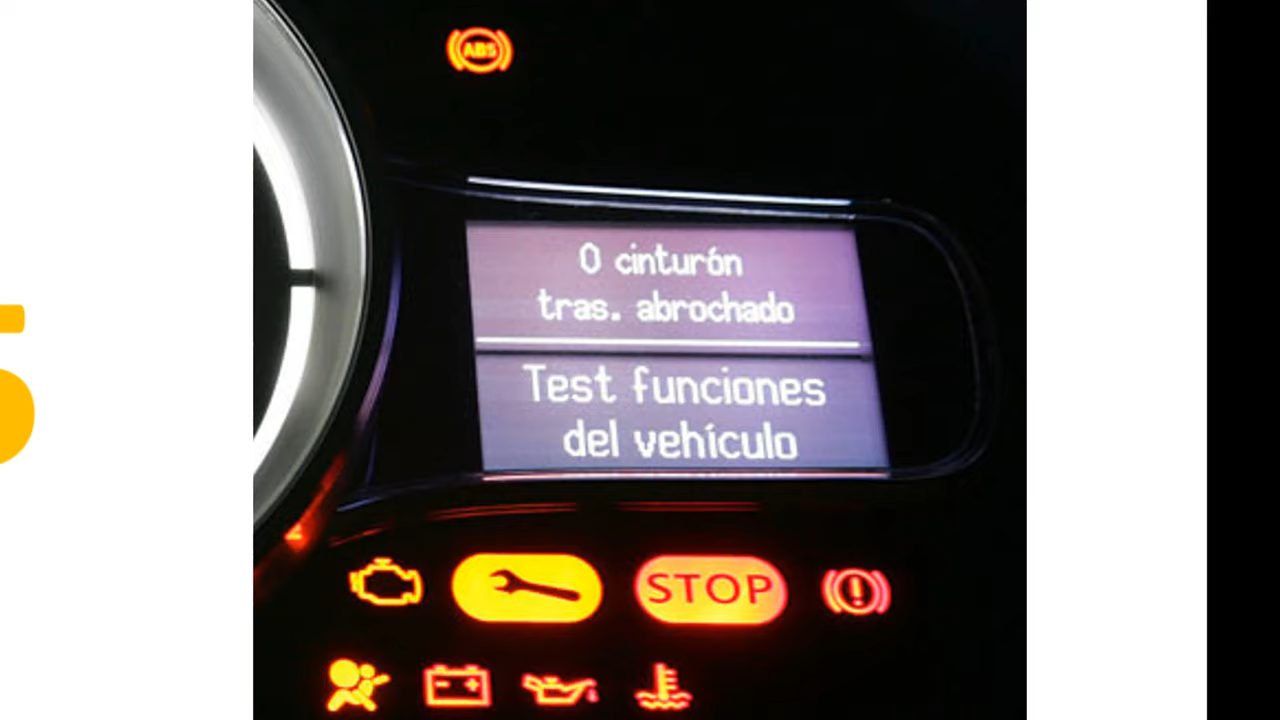 ABS
0 cinturón
tras. abrochado
Test funciones
del vehículo
STOP